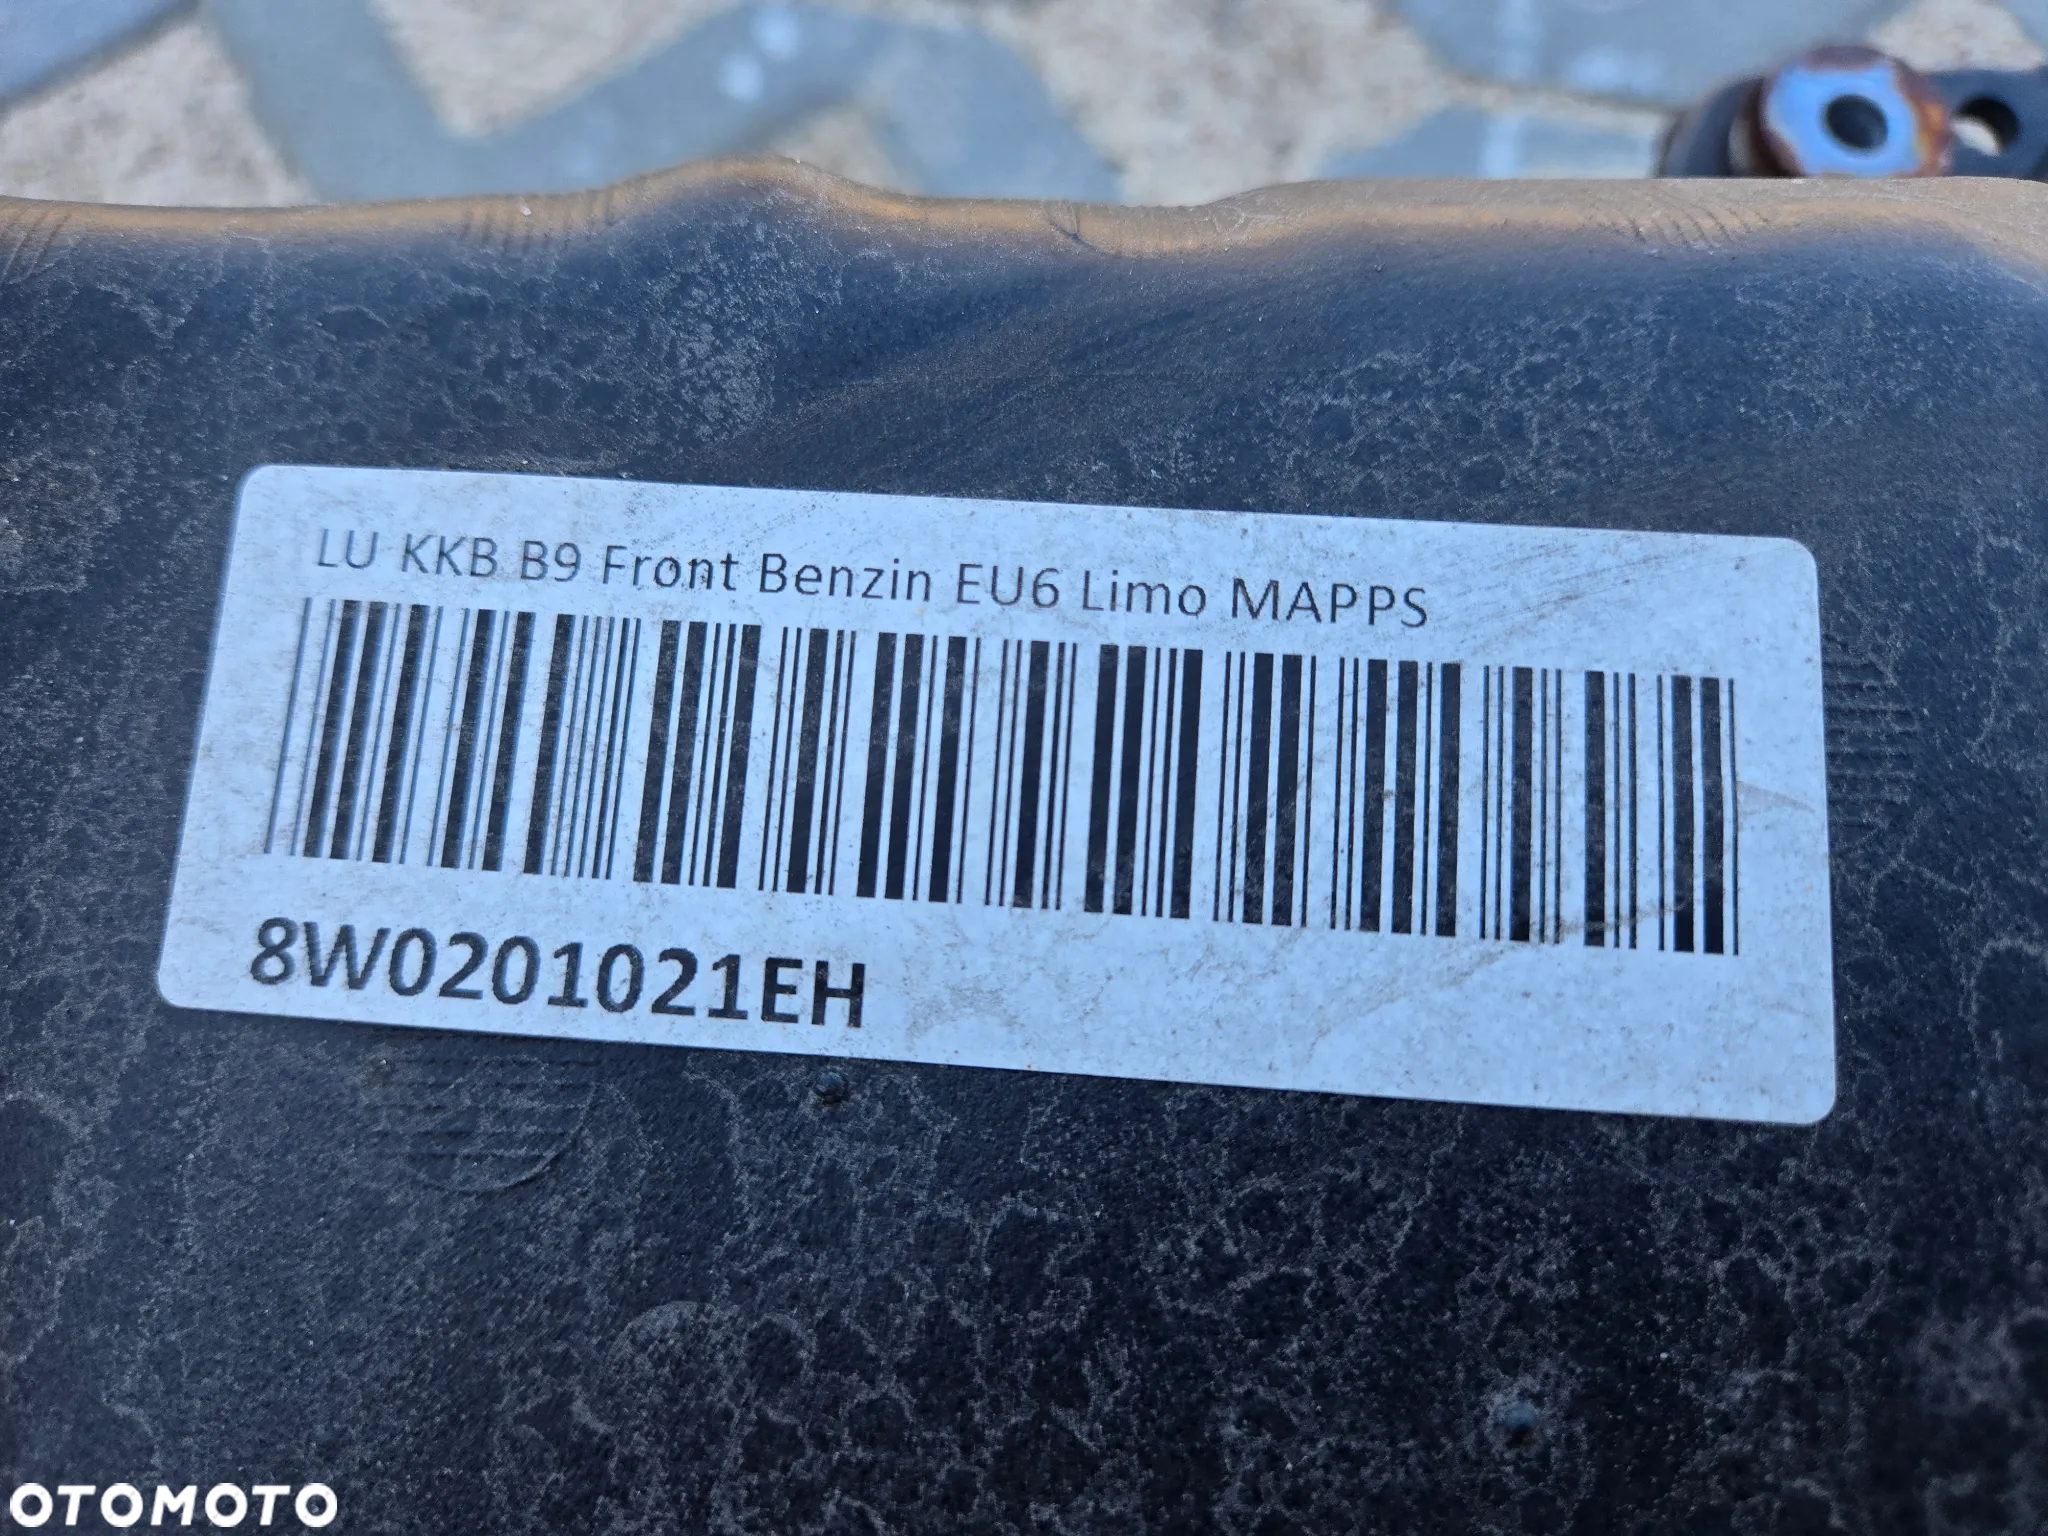 LU KKB B9 Front Benzin EU6 Limo MAPPS
8W0201021EH
OTOMOTO